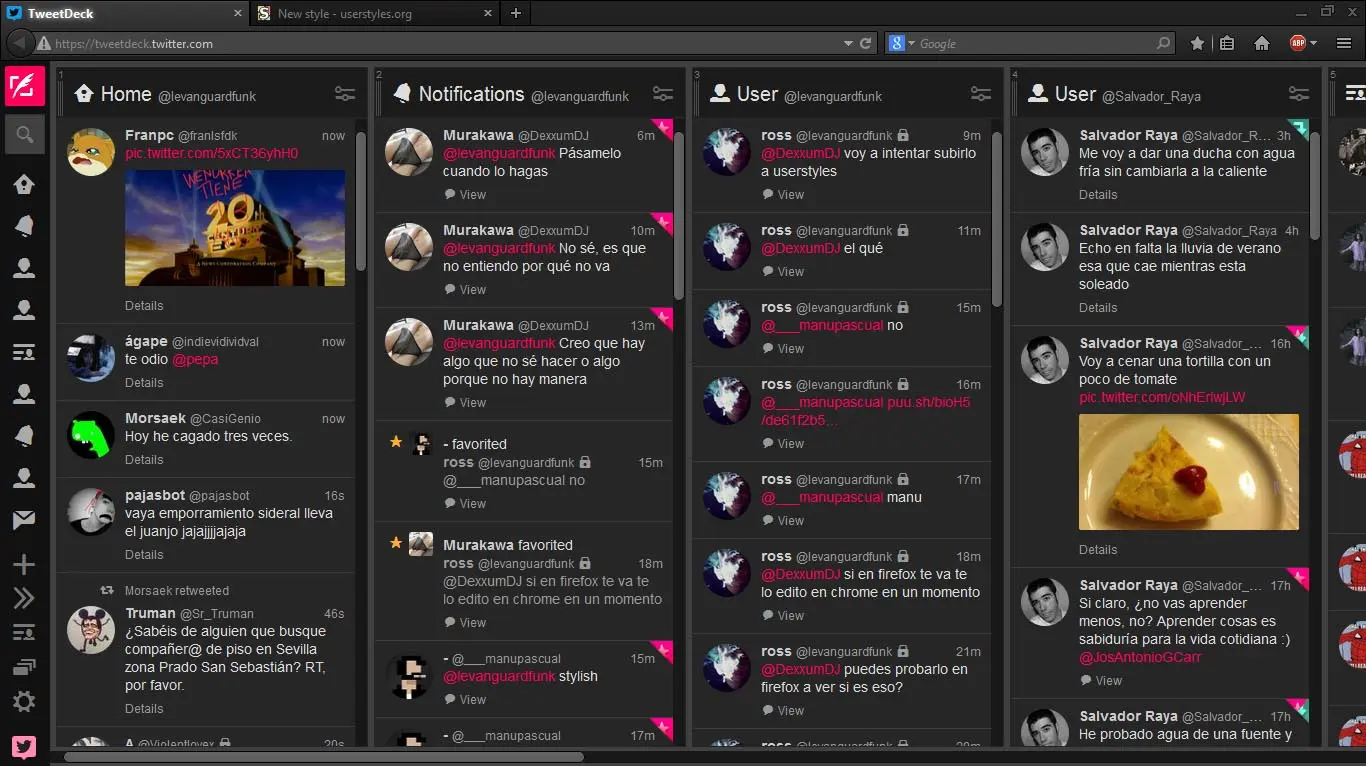 TweetDeck
New style - userstyles.org
https://tweetdeck.twitter.com
Google
ABP
1
Home @levanguardfunk
Franpc @franlsfdk now
pic.twitter.com/5xCT36yhH0
TIENE
20
A NEWS CORPORATION COMPANY
Details
ágape @indievidividval now
te odio @pepa
Details
Morsaek @CasiGenio now
Hoy he cagado tres veces.
Details
pajasbot @pajasbot 16s
vaya emporramiento sideral lleva
el juanjo jajajjjajaja
Details
Morsaek retweeted
Truman @Sr_Truman 46s
¿Sabéis de alguien que busque
compañer@ de piso en Sevilla
zona Prado San Sebastián? RT,
por favor.
Details
A @Violentlovex 20s
2
Notifications @levanguardfunk
Murakawa @DexxumDJ 6m
@levanguardfunk Pásamelo
cuando lo hagas
View
Murakawa @DexxumDJ 10m
@levanguardfunk No sé, es que
no entiendo por qué no va
View
Murakawa @DexxumDJ 13m
@levanguardfunk Creo que hay
algo que no sé hacer o algo
porque no hay manera
View
- favorited
ross @levanguardfunk 15m
@___manupascual no
View
Murakawa favorited
ross @levanguardfunk 18m
@DexxumDJ si en firefox te va te
lo edito en chrome en un momento
View
- @___manupascual 15m
@levanguardfunk stylish
View
- @___manupascual 17m
3
User @levanguardfunk
ross @levanguardfunk 9m
@DexxumDJ voy a intentar subirlo
a userstyles
View
ross @levanguardfunk 11m
@DexxumDJ el qué
View
ross @levanguardfunk 15m
@___manupascual no
View
ross @levanguardfunk 16m
@___manupascual puu.sh/bioH5
/de61f2b5...
View
ross @levanguardfunk 17m
@___manupascual manu
View
ross @levanguardfunk 18m
@DexxumDJ si en firefox te va te
lo edito en chrome en un momento
View
ross @levanguardfunk 21m
@DexxumDJ puedes probarlo en
firefox a ver si es eso?
View
ross @levanguardfunk
4
User @Salvador_Raya
Salvador Raya @Salvador_R... 3h
Me voy a dar una ducha con agua
fría sin cambiarla a la caliente
Details
Salvador Raya @Salvador_Raya 4h
Echo en falta la lluvia de verano
esa que cae mientras esta
soleado
Details
Salvador Raya @Salvador_... 16h
Voy a cenar una tortilla con un
poco de tomate
pic.twitter.com/oNhErlwjLW
Details
Salvador Raya @Salvador_... 17h
Si claro, ¿no vas aprender
menos, no? Aprender cosas es
sabiduría para la vida cotidiana :)
@JosAntonioGCarr
View
Salvador Raya @Salvador_... 17h
He probado agua de una fuente y
5